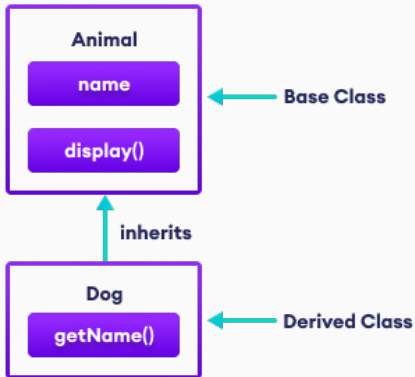 Animal
name
Base Class
display()
inherits
Dog
getName()
Derived Class